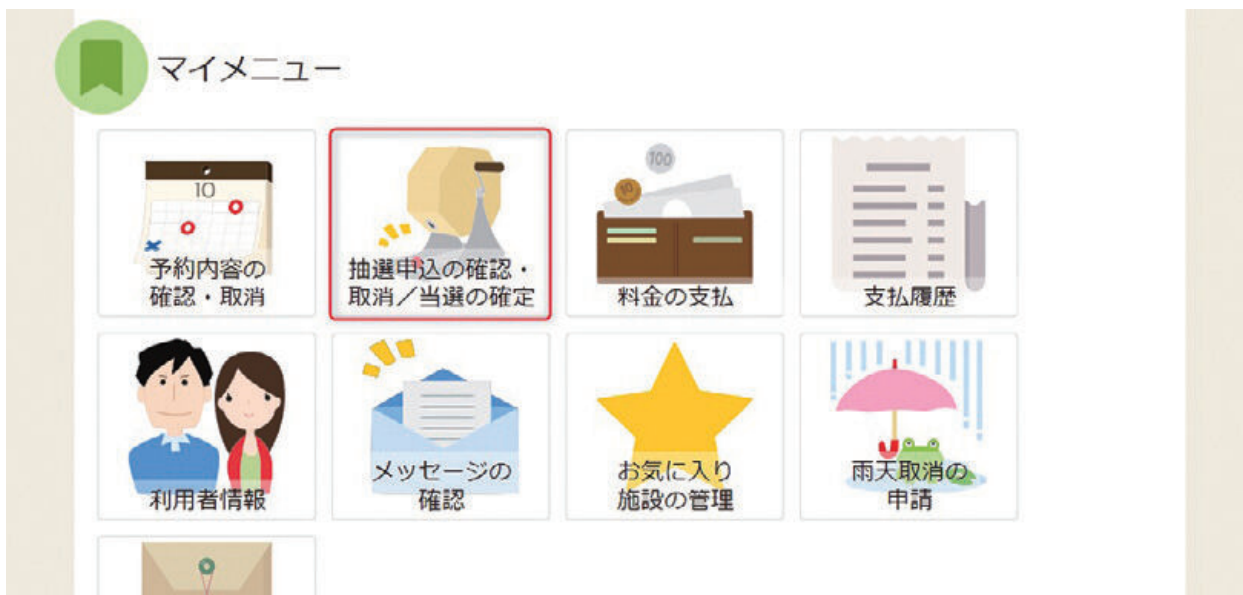 マイメニュー
10
予約内容の
確認・取消
抽選申込の確認・
取消／当選の確定
100
10
料金の支払
支払履歴
利用者情報
メッセージの
確認
お気に入り
施設の管理
雨天取消の
申請